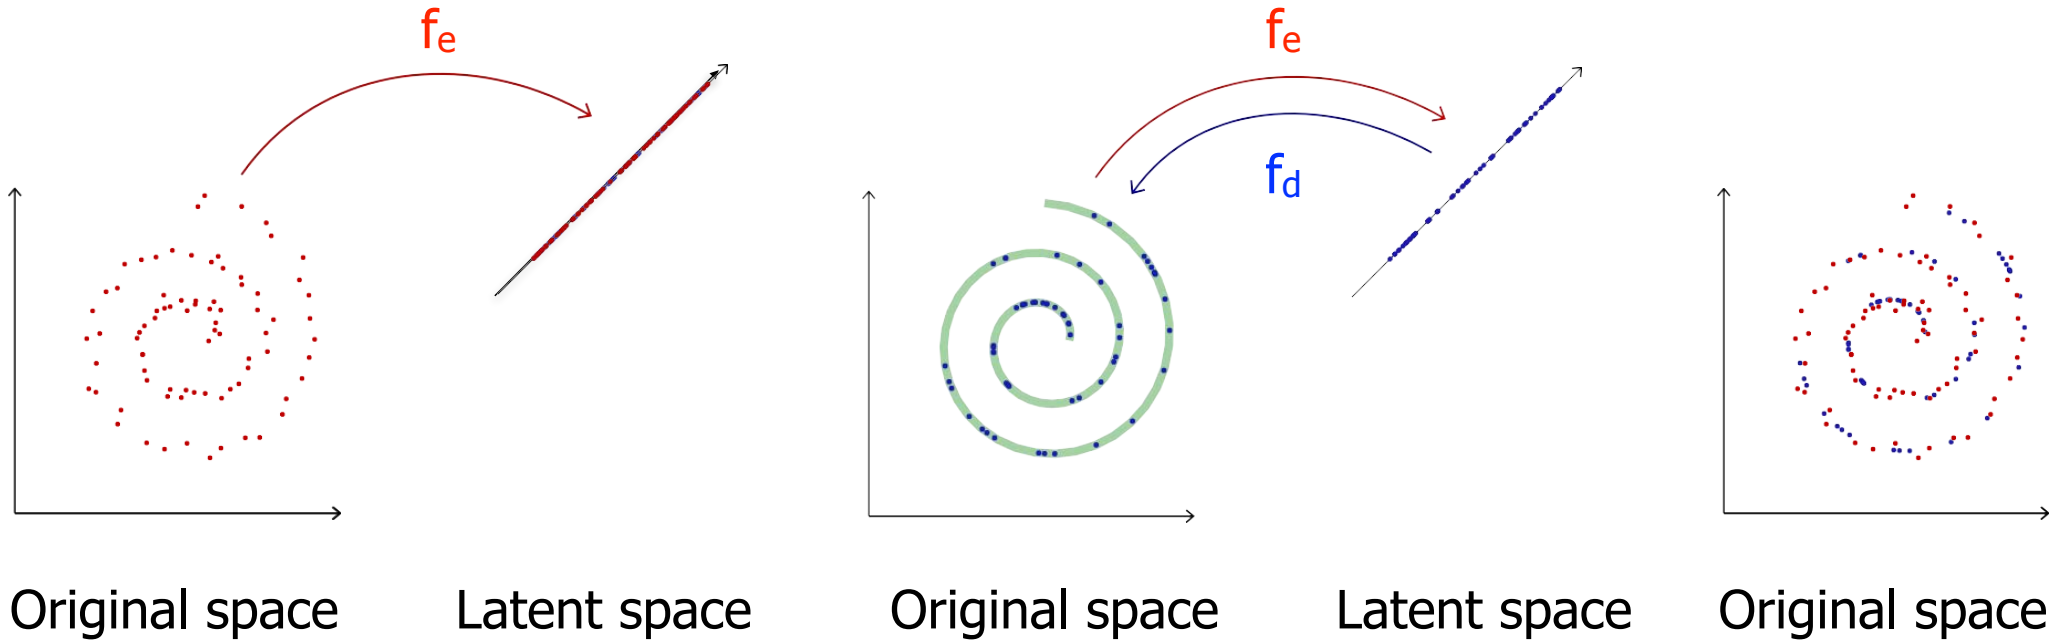 fe
fe
fd
Original space
Latent space
Original space
Latent space
Original space